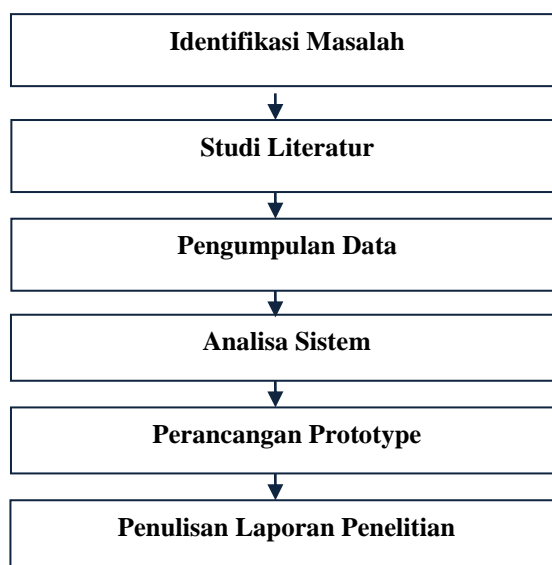 Identifikasi Masalah
Studi Literatur
Pengumpulan Data
Analisa Sistem
Perancangan Prototype
Penulisan Laporan Penelitian